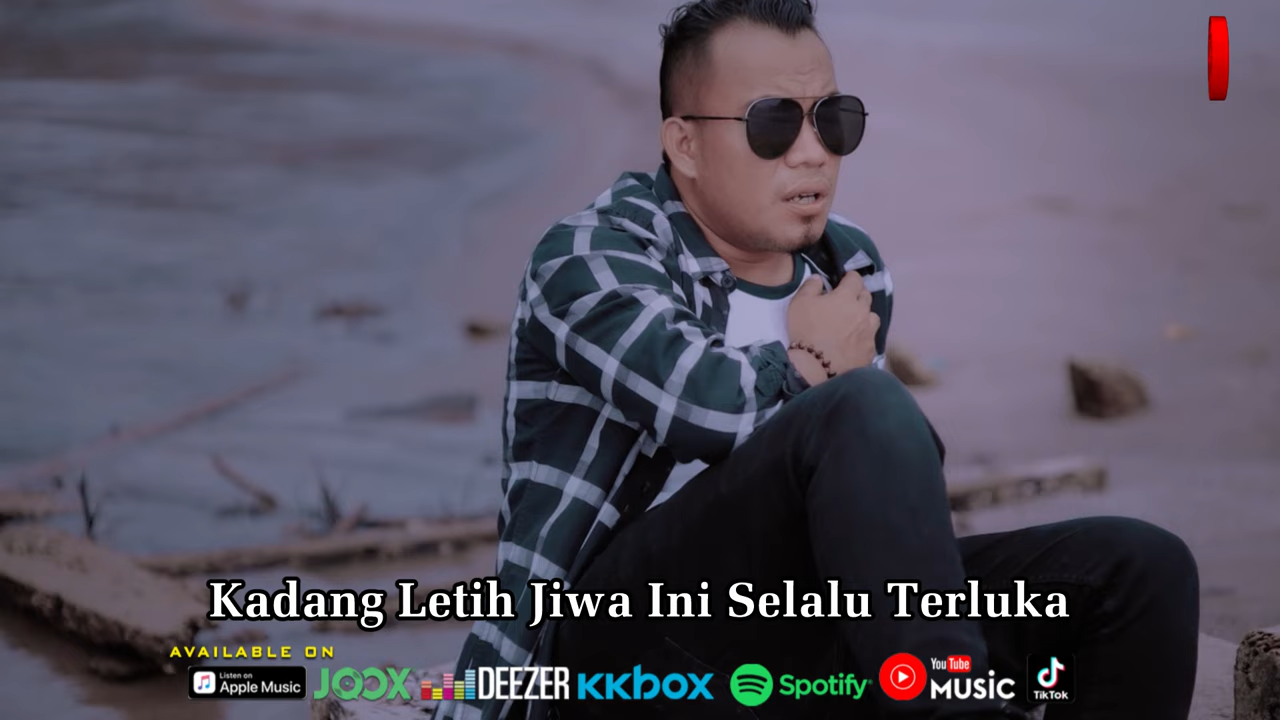 Kadang Letih Jiwa Ini Selalu Terluka
AVAILABLE ON
Listen on
Apple Music
JOOX
DEEZER
KKBOX
Spotify
YouTube
MUSIC
TikTok